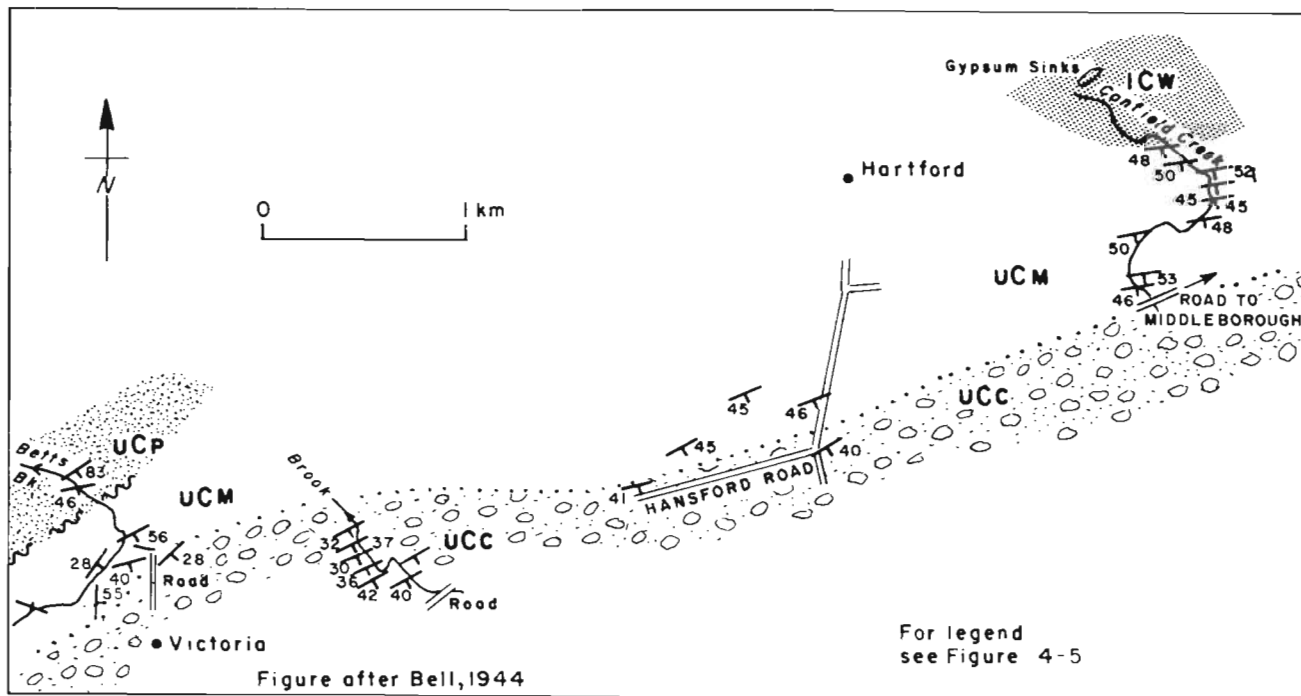 Gypsum Sinks
ICW
Canfield Creek
48
50
52
45
45
48
50
53
46
ROAD TO
MIDDLEBOROUGH
N
0 1 km
Hartford
UCM
UCC
45
46
45
40
41
HANSFORD ROAD
UCP
Betts
Bk
83
46
UCM
56
28
40
28
Road
55
Brook
32
37
30
36
42
40
UCC
Road
Victoria
Figure after Bell, 1944
For legend
see Figure 4-5